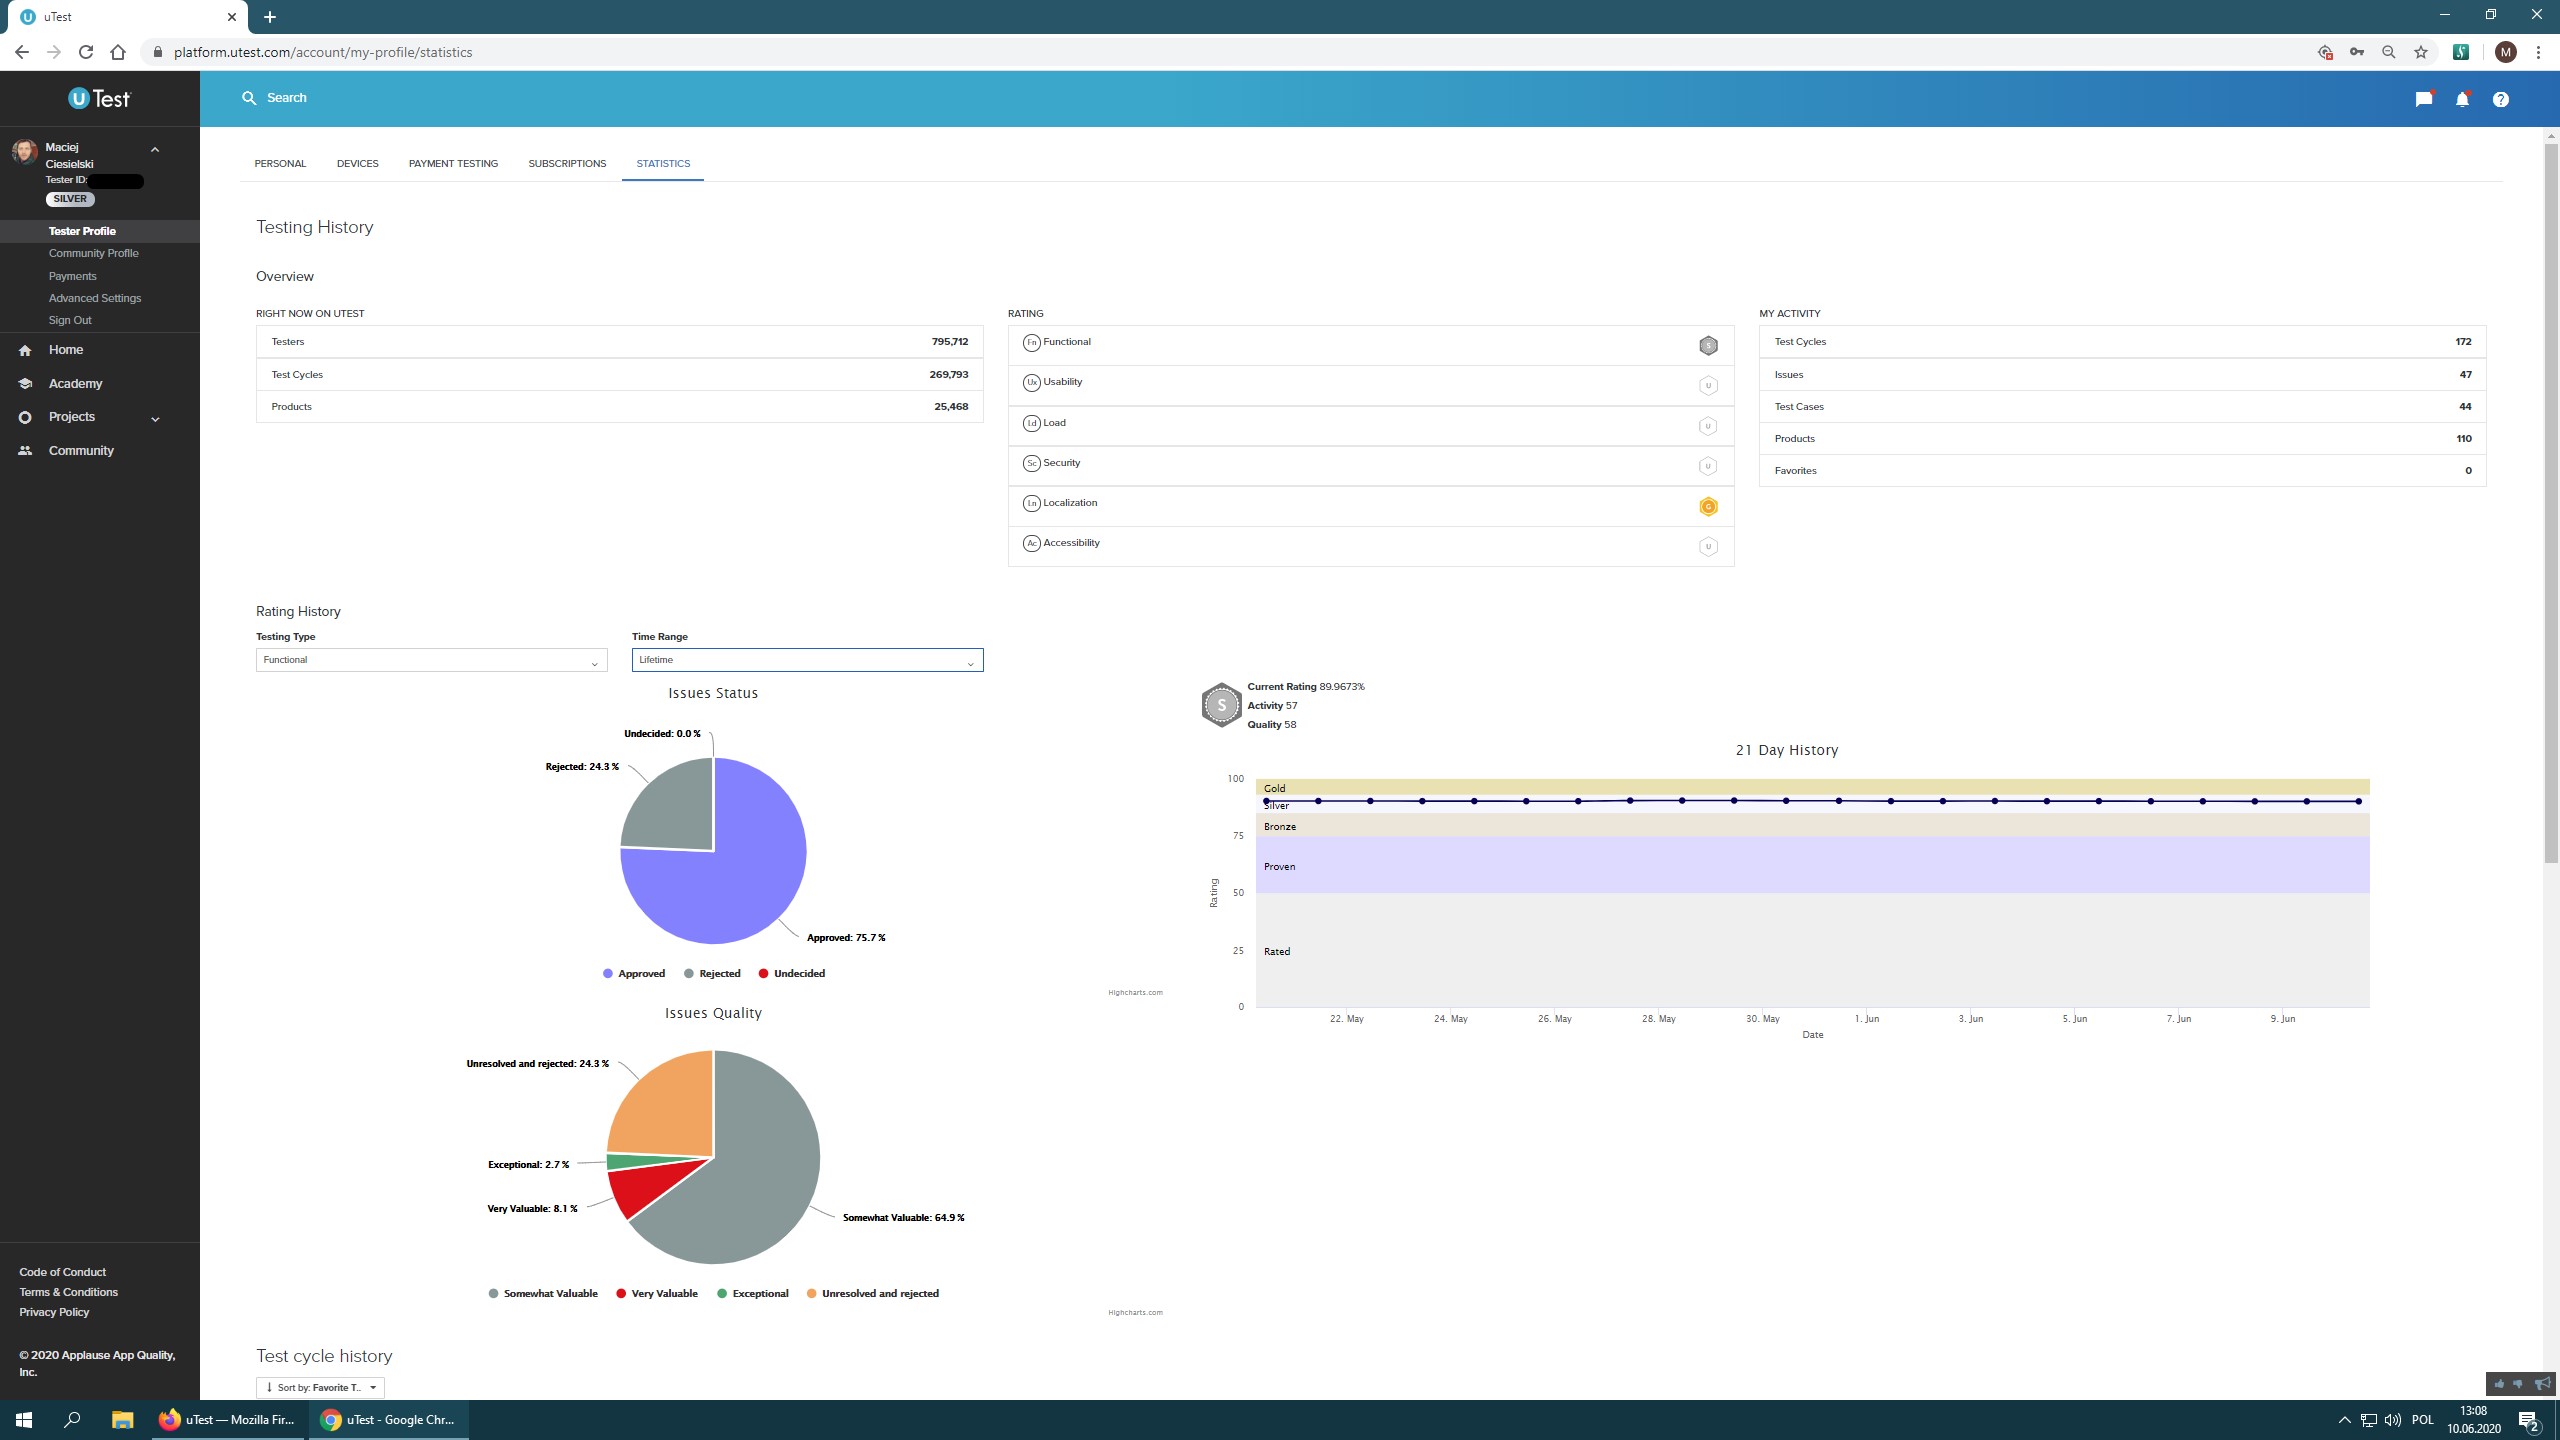 uTest
platform.utest.com/account/my-profile/statistics
M
U Test
Search
Maciej
Ciesielski
Tester ID:
SILVER
Tester Profile
Community Profile
Payments
Advanced Settings
Sign Out
Home
Academy
Projects
Community
Code of Conduct
Terms & Conditions
Privacy Policy
© 2020 Applause App Quality,
Inc.
PERSONAL DEVICES PAYMENT TESTING SUBSCRIPTIONS STATISTICS
Testing History
Overview
RIGHT NOW ON UTEST
Testers 795,712
Test Cycles 269,793
Products 25,468
RATING
Fn Functional S
Ux Usability U
Ld Load U
Sc Security U
Ln Localization G
Ac Accessibility U
MY ACTIVITY
Test Cycles 172
Issues 47
Test Cases 44
Products 110
Favorites 0
Rating History
Testing Type
Functional
Time Range
Lifetime
Issues Status
Undecided: 0.0 %
Rejected: 24.3 %
Approved: 75.7 %
Approved Rejected Undecided
Highcharts.com
Issues Quality
Unresolved and rejected: 24.3 %
Exceptional: 2.7 %
Very Valuable: 8.1 %
Somewhat Valuable: 64.9 %
Somewhat Valuable Very Valuable Exceptional Unresolved and rejected
Highcharts.com
S
Current Rating 89.9673%
Activity 57
Quality 58
21 Day History
100
75
50
25
0
Rating
Gold
Silver
Bronze
Proven
Rated
22. May 24. May 26. May 28. May 30. May 1. Jun 3. Jun 5. Jun 7. Jun 9. Jun
Date
Test cycle history
Sort by: Favorite T..
uTest — Mozilla Fir...
uTest - Google Chr...
POL
13:08
10.06.2020
2